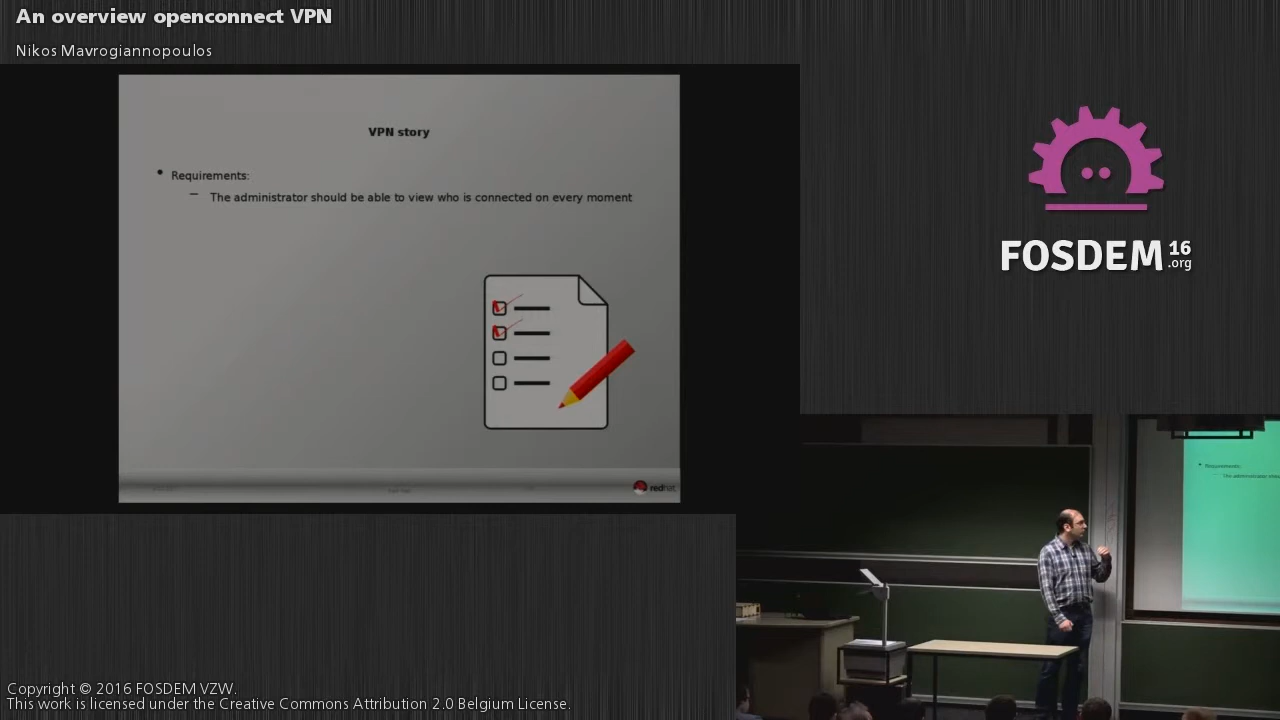 An overview openconnect VPN
Nikos Mavrogiannopoulos
VPN story
• Requirements:
– The administrator should be able to view who is connected on every moment
redhat
FOSDEM 16
.org
• Requirements:
Copyright © 2016 FOSDEM VZW.
This work is licensed under the Creative Commons Attribution 2.0 Belgium License.